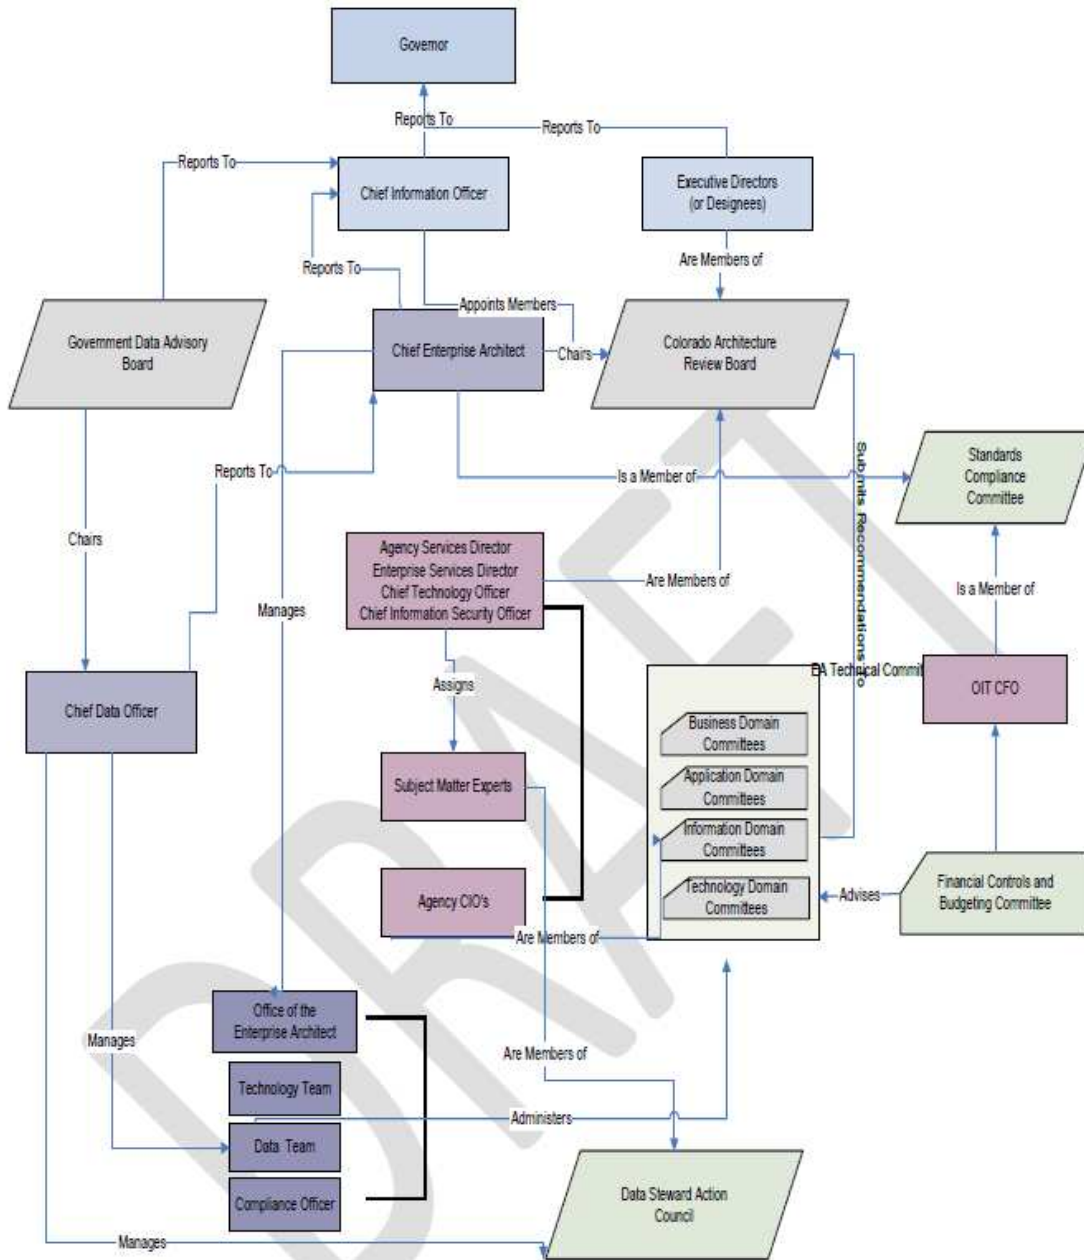 Governor
Reports To
Reports To
Reports To
Chief Information Officer
Executive Directors
(or Designees)
Reports To
Are Members of
Appoints Members
Government Data Advisory
Board
Chief Enterprise Architect
Chairs
Colorado Architecture
Review Board
Reports To
Is a Member of
Standards
Compliance
Committee
Submits Recommendations To
Chairs
Agency Services Director
Enterprise Services Director
Chief Technology Officer
Chief Information Security Officer
Are Members of
Is a Member of
Manages
EA Technical Commit
OIT CFO
Chief Data Officer
Assigns
Business Domain
Committees
Subject Matter Experts
Application Domain
Committees
Information Domain
Committees
Agency CIO's
Technology Domain
Committees
Advises
Financial Controls and
Budgeting Committee
Are Members of
Office of the
Enterprise Architect
Manages
Are Members of
Technology Team
Administers
Data Team
Compliance Officer
Data Steward Action
Council
Manages
DRAFT